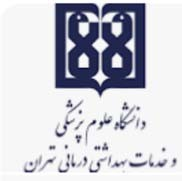 دانشگاه علوم پزشکی
و خدمات بهداشتی درمانی تهران